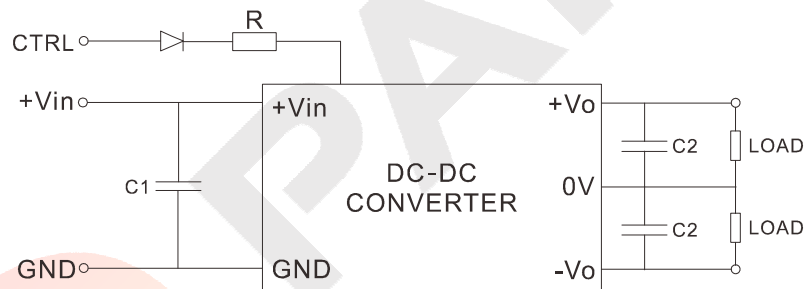 R
CTRL
+Vin
+Vin
+Vo
C1
DC-DC
CONVERTER
C2
LOAD
0V
C2
LOAD
GND
GND
-Vo